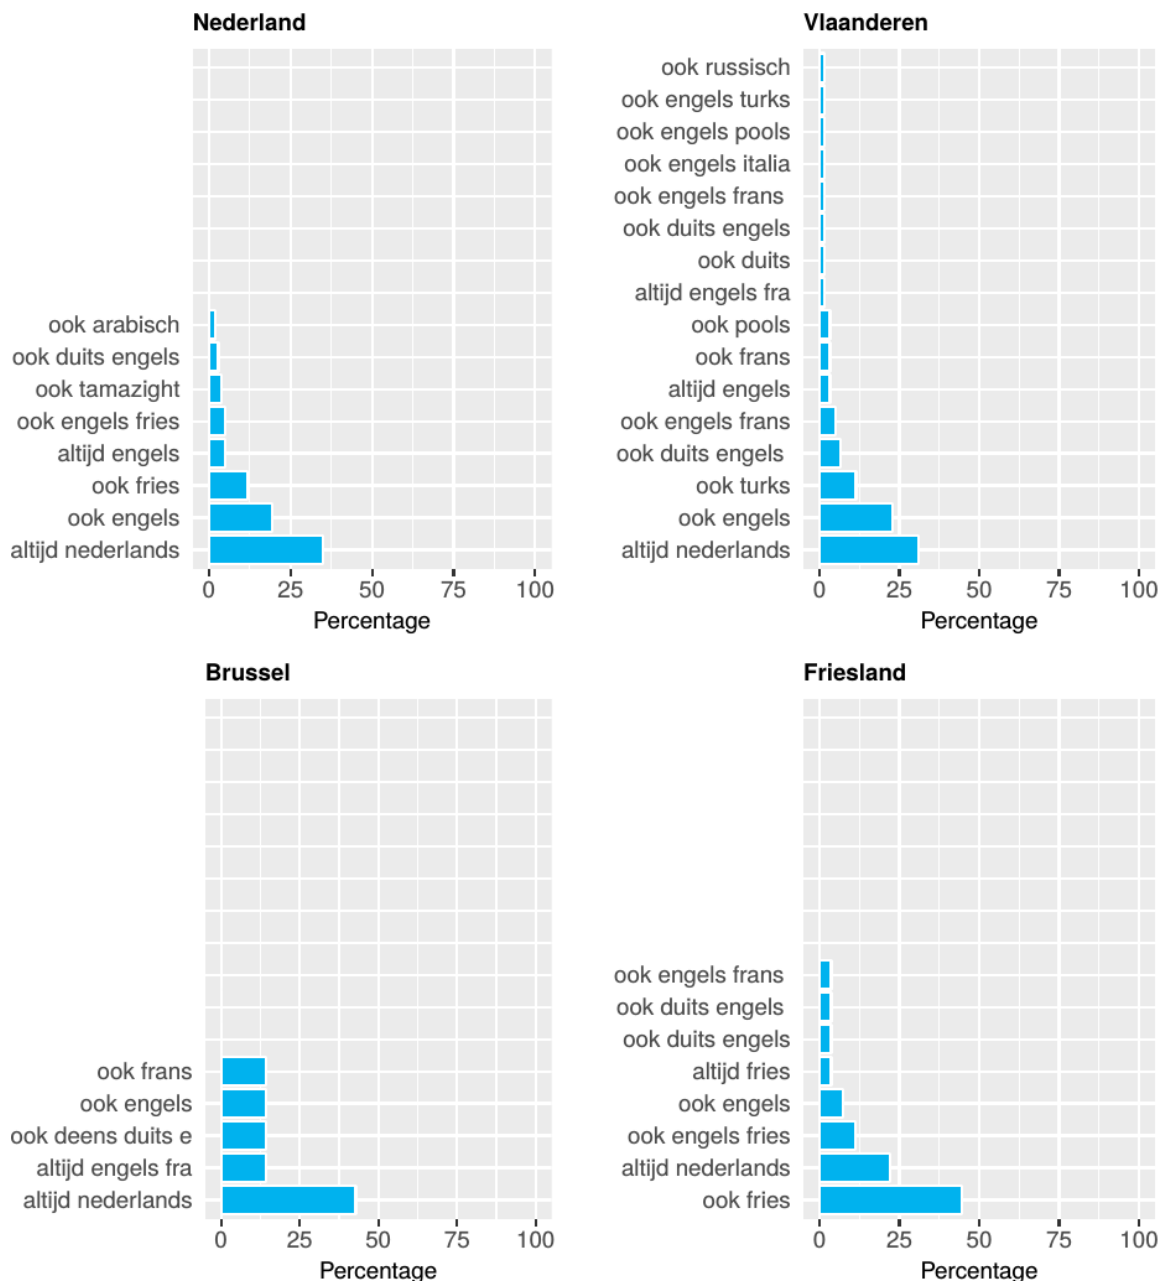 Nederland
ook arabisch
ook duits engels
ook tamazight
ook engels fries
altijd engels
ook fries
ook engels
altijd nederlands
0 25 50 75 100
Percentage
Vlaanderen
ook russisch
ook engels turks
ook engels pools
ook engels italia
ook engels frans
ook duits engels
ook duits
altijd engels fra
ook pools
ook frans
altijd engels
ook engels frans
ook duits engels
ook turks
ook engels
altijd nederlands
0 25 50 75 100
Percentage
Brussel
ook frans
ook engels
ook deens duits e
altijd engels fra
altijd nederlands
0 25 50 75 100
Percentage
Friesland
ook engels frans
ook duits engels
ook duits engels
altijd fries
ook engels
ook engels fries
altijd nederlands
ook fries
0 25 50 75 100
Percentage